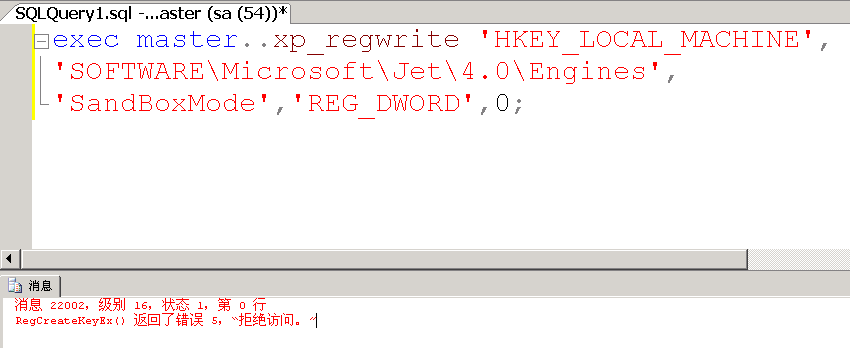 SQLQuery1.sql -...aster (sa (54))*
exec master..xp_regwrite 'HKEY_LOCAL_MACHINE',
'SOFTWARE\Microsoft\Jet\4.0\Engines',
'SandBoxMode','REG_DWORD',0;
消息
消息 22002，级别 16，状态 1，第 0 行
RegCreateKeyEx() 返回了错误 5，“拒绝访问。”